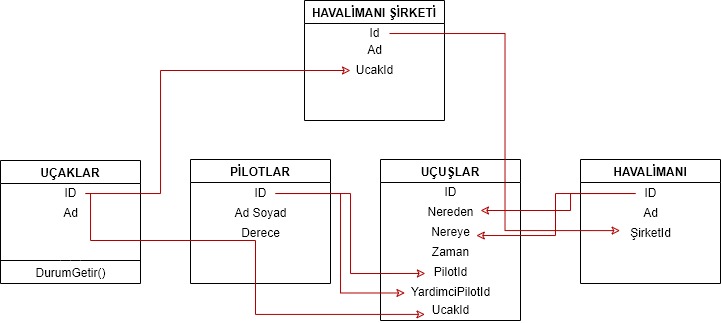 HAVALİMANI ŞİRKETİ
Id
Ad
UcakId
UÇAKLAR
ID
Ad
DurumGetir()
PİLOTLAR
ID
Ad Soyad
Derece
UÇUŞLAR
ID
Nereden
Nereye
Zaman
PilotId
YardimciPilotId
UcakId
HAVALİMANI
ID
Ad
ŞirketId